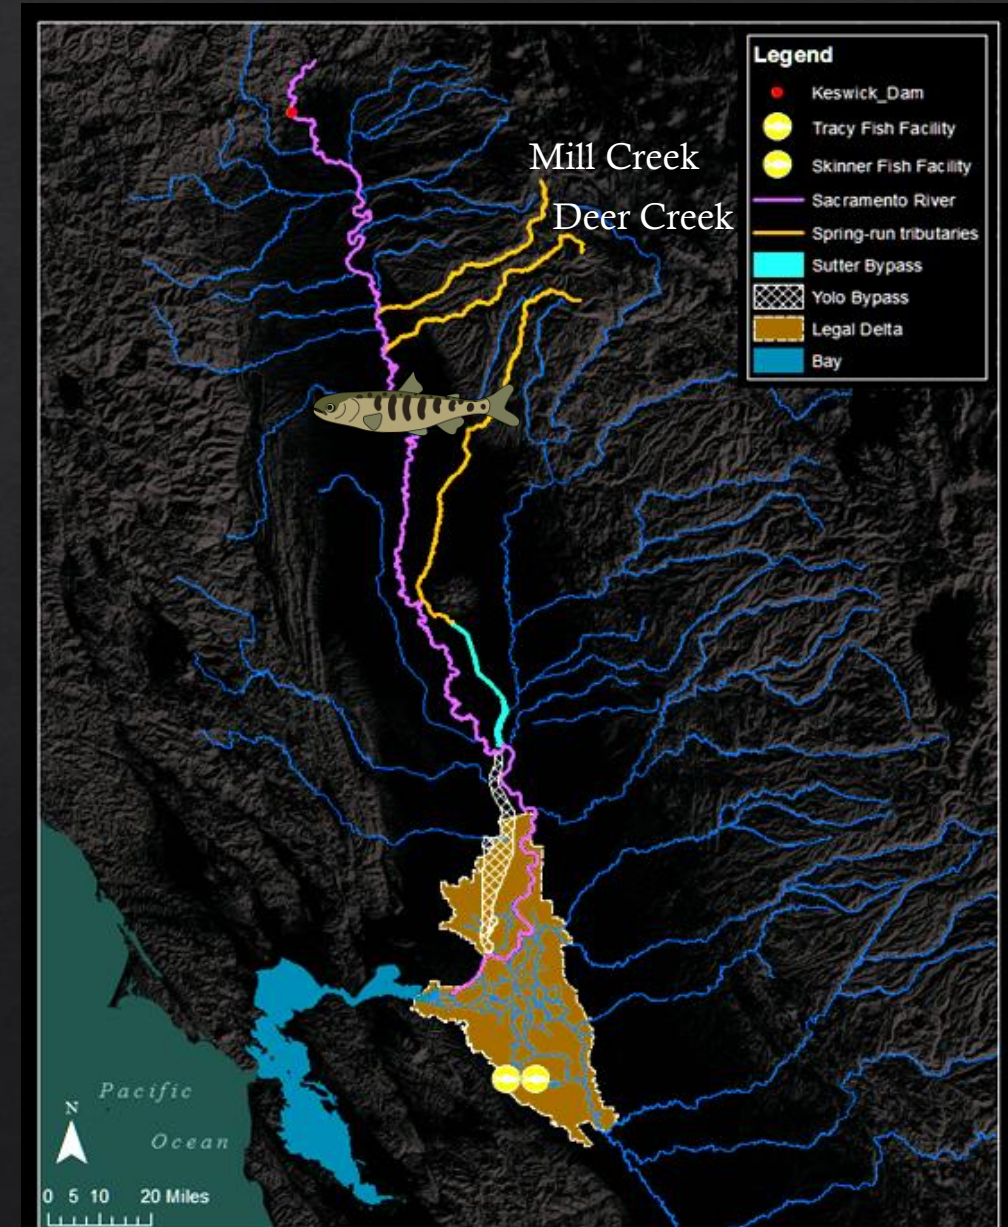 Legend
Keswick_Dam
Tracy Fish Facility
Skinner Fish Facility
Sacramento River
Spring-run tributaries
Sutter Bypass
Yolo Bypass
Legal Delta
Bay
Mill Creek
Deer Creek
Pacific
Ocean
N
0 5 10 20 Miles